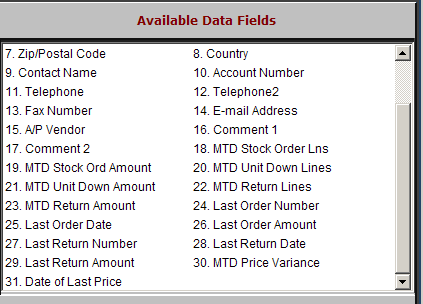 Available Data Fields
7. Zip/Postal Code 8. Country
9. Contact Name 10. Account Number
11. Telephone 12. Telephone2
13. Fax Number 14. E-mail Address
15. A/P Vendor 16. Comment 1
17. Comment 2 18. MTD Stock Order Lns
19. MTD Stock Ord Amount 20. MTD Unit Down Lines
21. MTD Unit Down Amount 22. MTD Return Lines
23. MTD Return Amount 24. Last Order Number
25. Last Order Date 26. Last Order Amount
27. Last Return Number 28. Last Return Date
29. Last Return Amount 30. MTD Price Variance
31. Date of Last Price